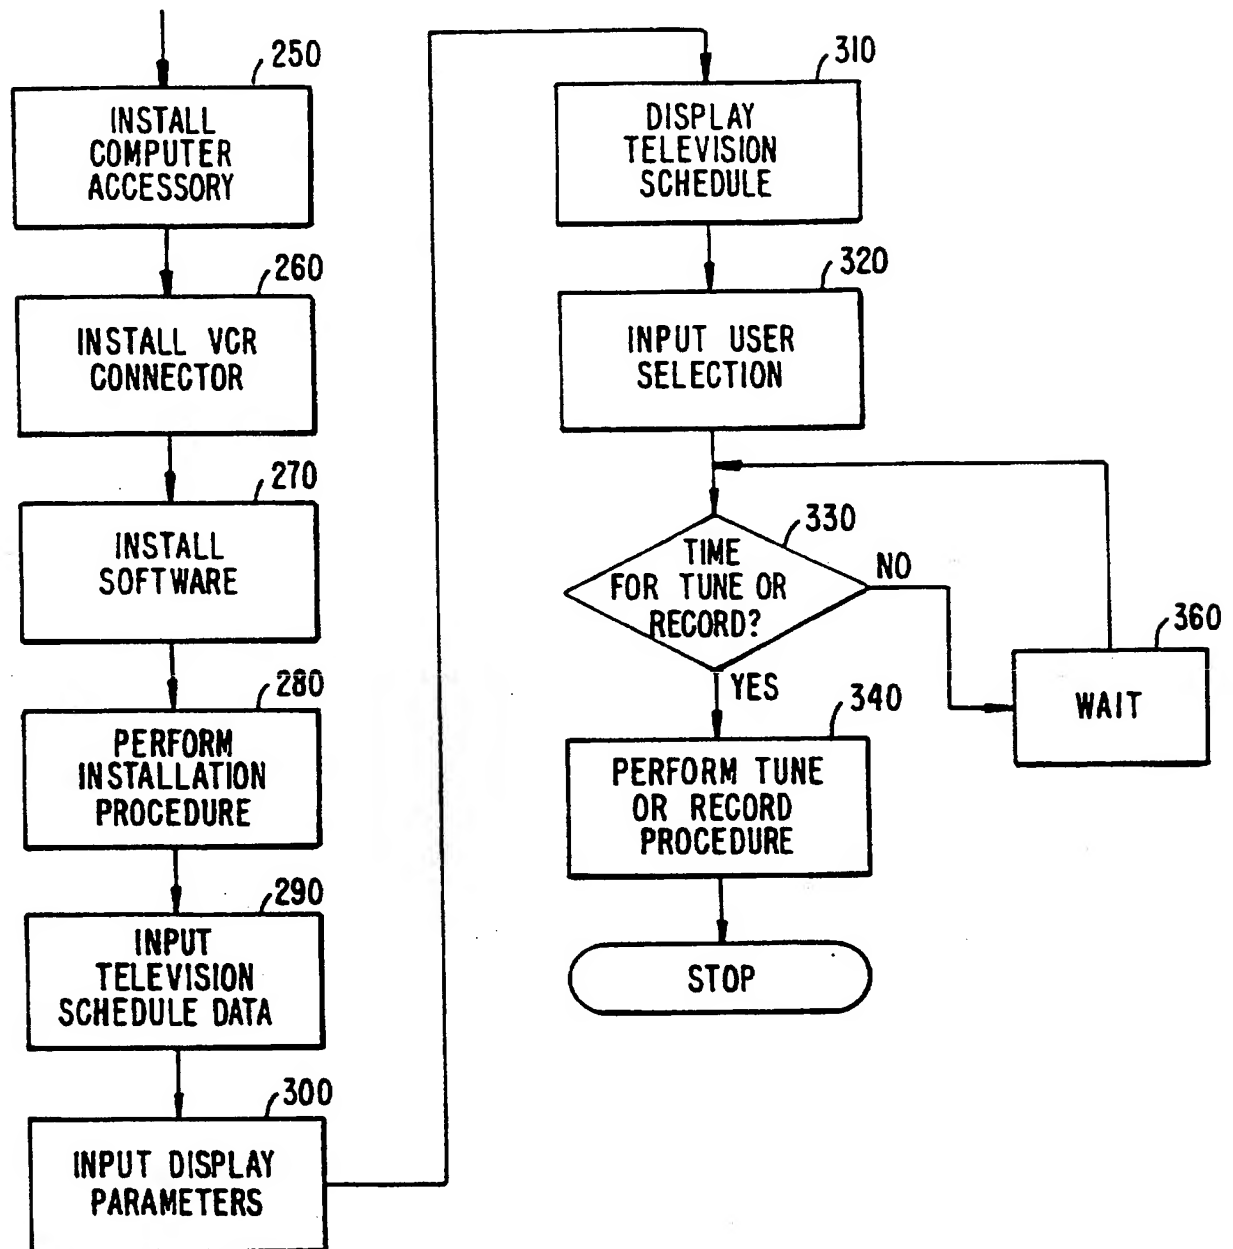 250
INSTALL
COMPUTER
ACCESSORY
260
INSTALL VCR
CONNECTOR
270
INSTALL
SOFTWARE
280
PERFORM
INSTALLATION
PROCEDURE
290
INPUT
TELEVISION
SCHEDULE DATA
300
INPUT DISPLAY
PARAMETERS
310
DISPLAY
TELEVISION
SCHEDULE
320
INPUT USER
SELECTION
330
TIME
FOR TUNE OR
RECORD?
NO
YES
360
WAIT
340
PERFORM TUNE
OR RECORD
PROCEDURE
STOP